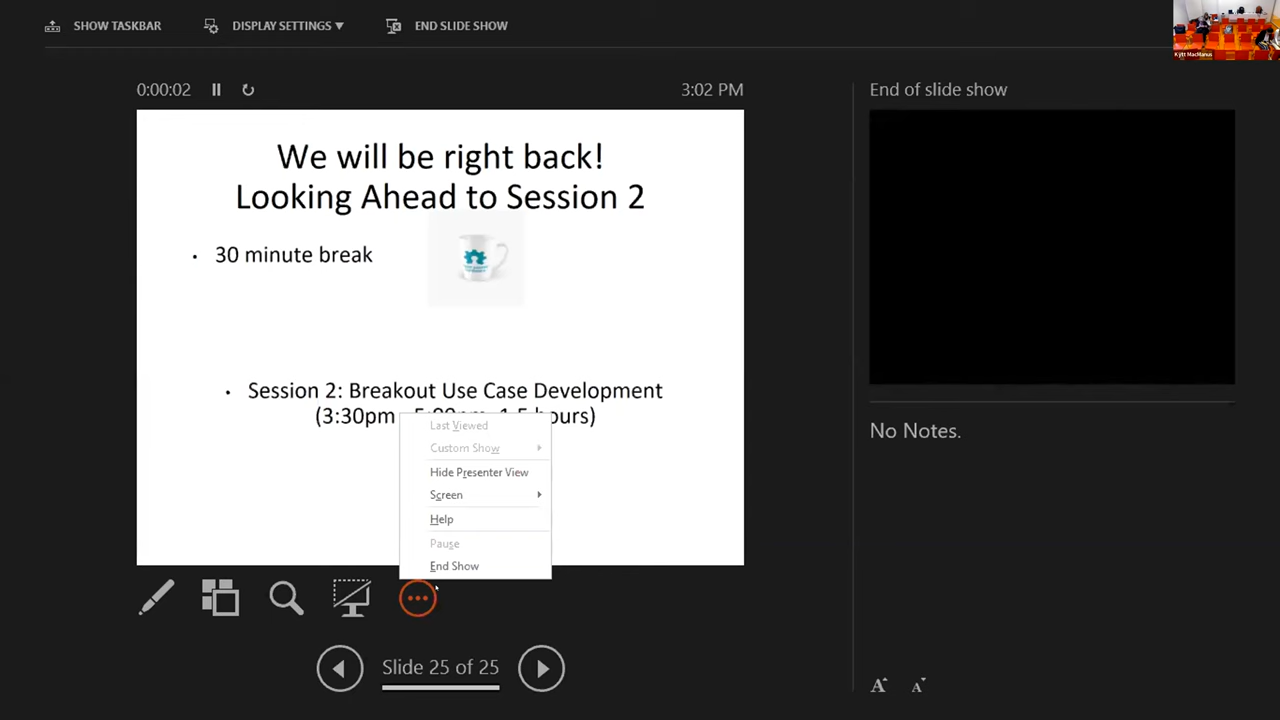 SHOW TASKBAR
DISPLAY SETTINGS ▼
END SLIDE SHOW
0:00:02
3:02 PM
We will be right back!
Looking Ahead to Session 2
• 30 minute break
• Session 2: Breakout Use Case Development
(3:30pm hours)
Last Viewed
Custom Show
Hide Presenter View
Screen
Help
Pause
End Show
Slide 25 of 25
End of slide show
No Notes.
A A
MacManus